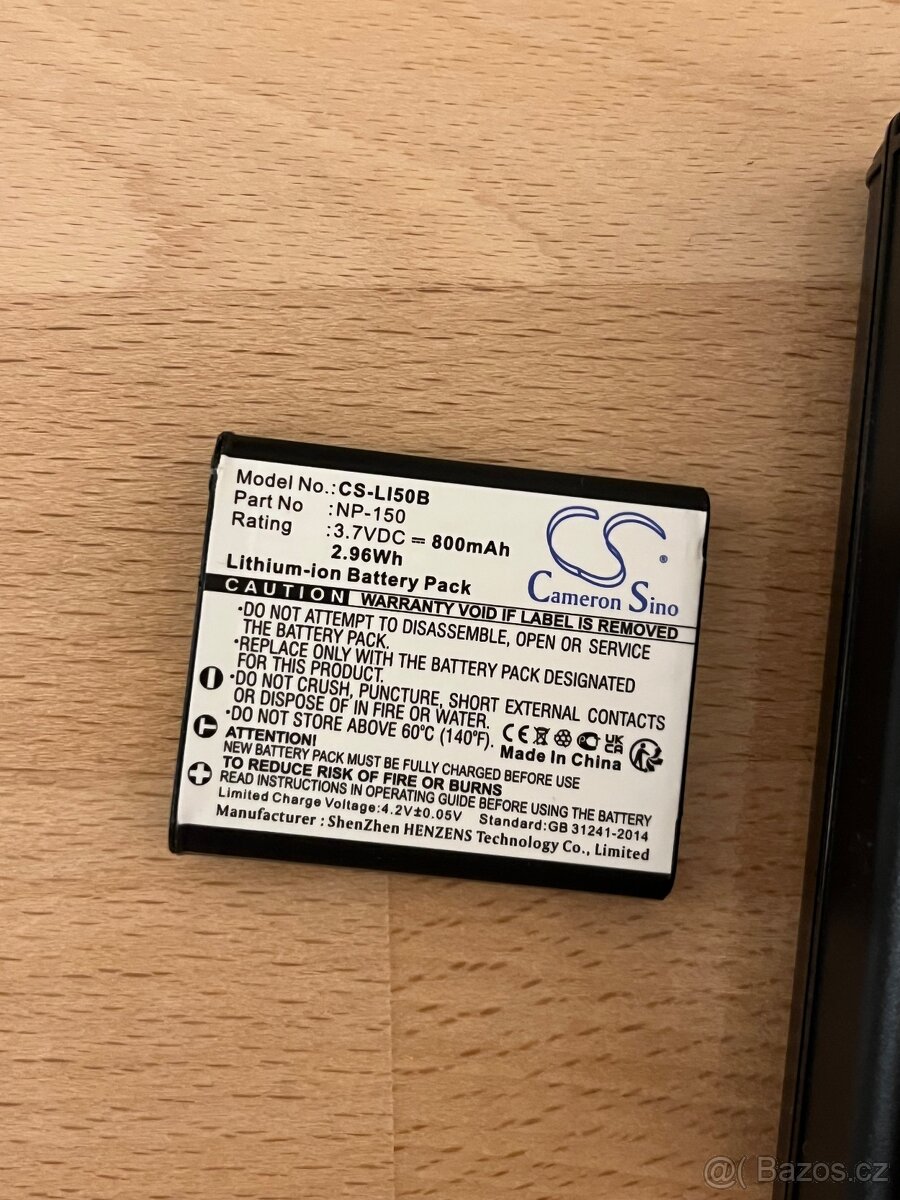 Model No.: CS-LI50B
Part No : NP-150
Rating : 3.7VDC ⎓ 800mAh
2.96Wh
Lithium-ion Battery Pack
CS ®
Cameron Sino
CAUTION WARRANTY VOID IF LABEL IS REMOVED
•DO NOT ATTEMPT TO DISASSEMBLE, OPEN OR SERVICE
THE BATTERY PACK.
•REPLACE ONLY WITH THE BATTERY PACK DESIGNATED
FOR THIS PRODUCT.
•DO NOT CRUSH, PUNCTURE, SHORT EXTERNAL CONTACTS
OR DISPOSE OF IN FIRE OR WATER.
•DO NOT STORE ABOVE 60°C (140°F).
CE UK CA
Made In China
ATTENTION!
NEW BATTERY PACK MUST BE FULLY CHARGED BEFORE USE
TO REDUCE RISK OF FIRE OR BURNS
READ INSTRUCTIONS IN OPERATING GUIDE BEFORE USING THE BATTERY
Limited Charge Voltage:4.2V±0.05V Standard:GB 31241-2014
Manufacturer : ShenZhen HENZENS Technology Co., Limited
I
T
+
@( Bazos.cz